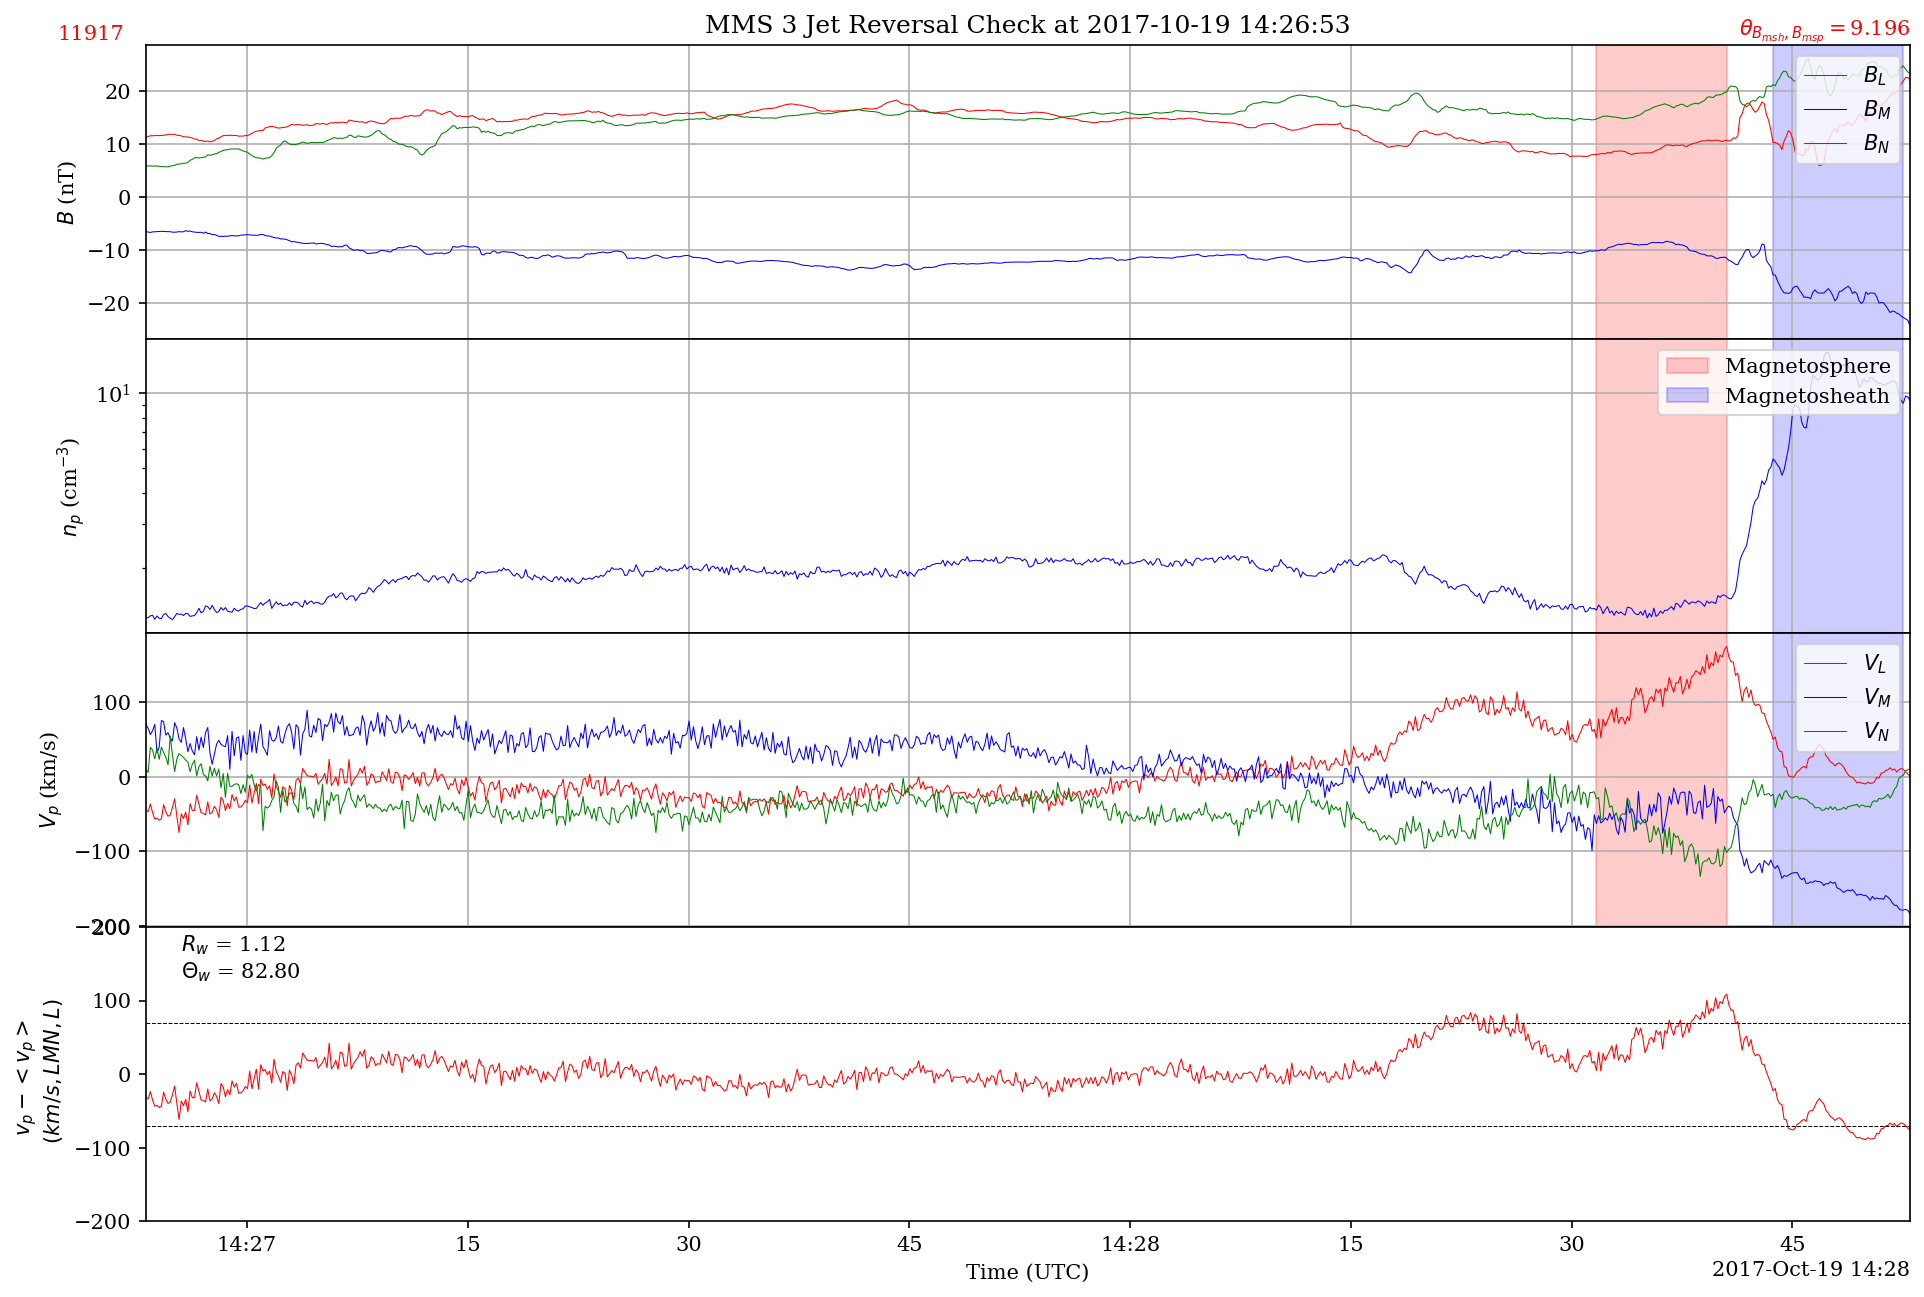 11917
MMS 3 Jet Reversal Check at 2017-10-19 14:26:53
θ_{B_{msh}, B_{msp}} = 9.196
20
10
0
−10
−20
B (nT)
B_L
B_M
B_N
10^1
n_p (cm^{−3})
Magnetosphere
Magnetosheath
100
0
−100
−200
V_p (km/s)
V_L
V_M
V_N
200
100
0
−100
−200
v_p − < v_p >
(km/s, LMN, L)
R_w = 1.12
Θ_w = 82.80
14:27 15 30 45 14:28 15 30 45
Time (UTC)
2017-Oct-19 14:28